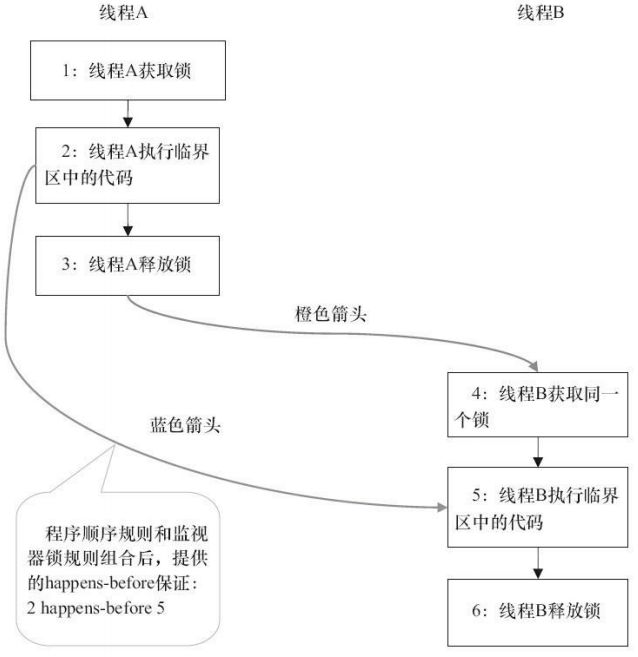 线程A
线程B
1：线程A获取锁
2：线程A执行临界
区中的代码
3：线程A释放锁
橙色箭头
4：线程B获取同一
个锁
蓝色箭头
5：线程B执行临界
区中的代码
程序顺序规则和监视
器锁规则组合后，提供
的happens-before保证：
2 happens-before 5
6：线程B释放锁